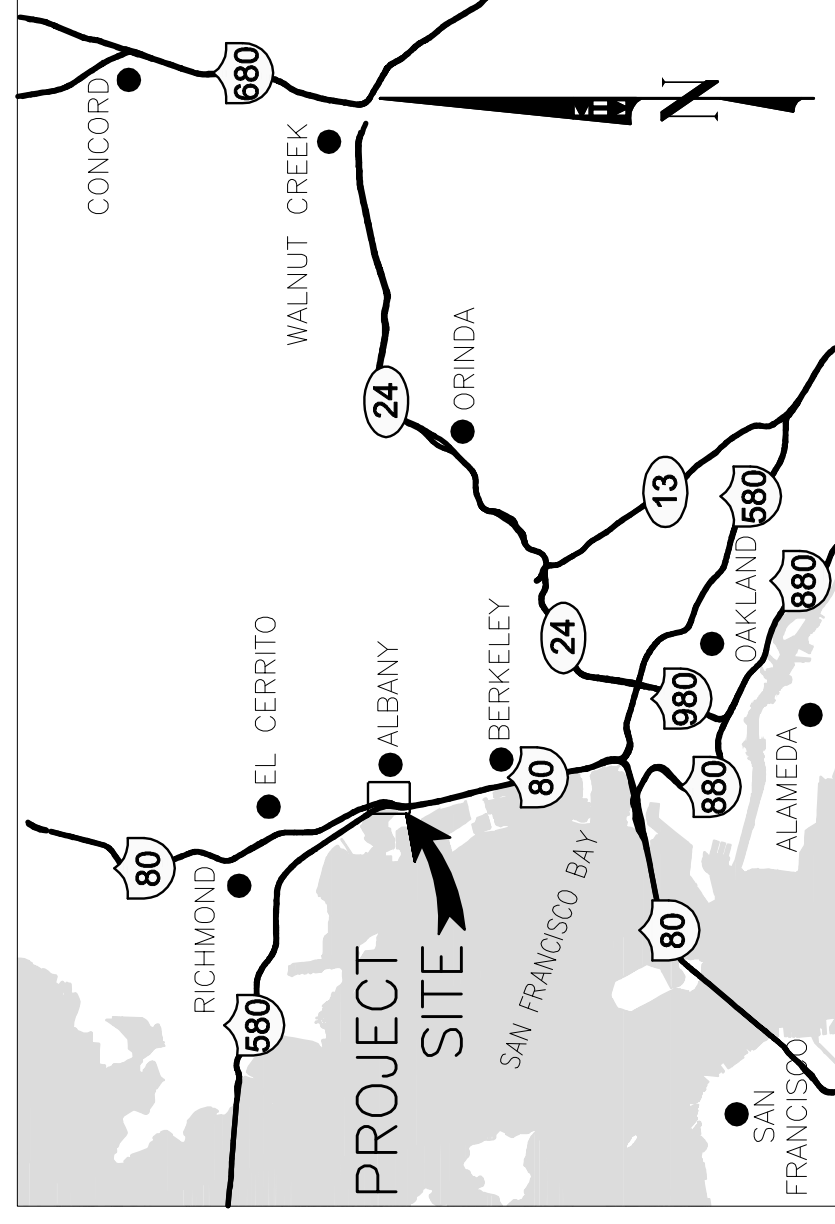 CONCORD
80
RICHMOND
680
580
EL CERRITO
WALNUT CREEK
PROJECT
SITE
24
ALBANY
ORINDA
BERKELEY
80
SAN FRANCISCO BAY
24
13
80
980
N
880
OAKLAND
580
SAN
FRANCISCO
ALAMEDA
880